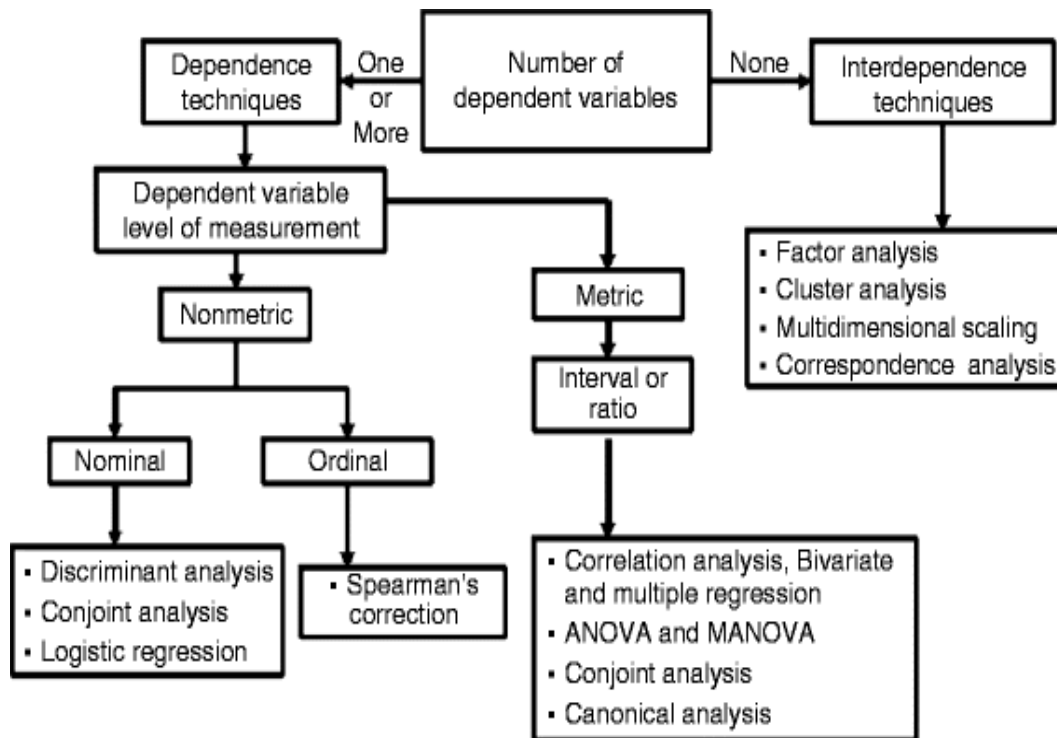 Dependence
techniques
One
or
More
Number of
dependent variables
None
Interdependence
techniques
Dependent variable
level of measurement
▪ Factor analysis
▪ Cluster analysis
▪ Multidimensional scaling
▪ Correspondence analysis
Nonmetric
Metric
Interval or
ratio
Nominal
Ordinal
▪ Discriminant analysis
▪ Conjoint analysis
▪ Logistic regression
▪ Spearman's
correction
▪ Correlation analysis, Bivariate
and multiple regression
▪ ANOVA and MANOVA
▪ Conjoint analysis
▪ Canonical analysis